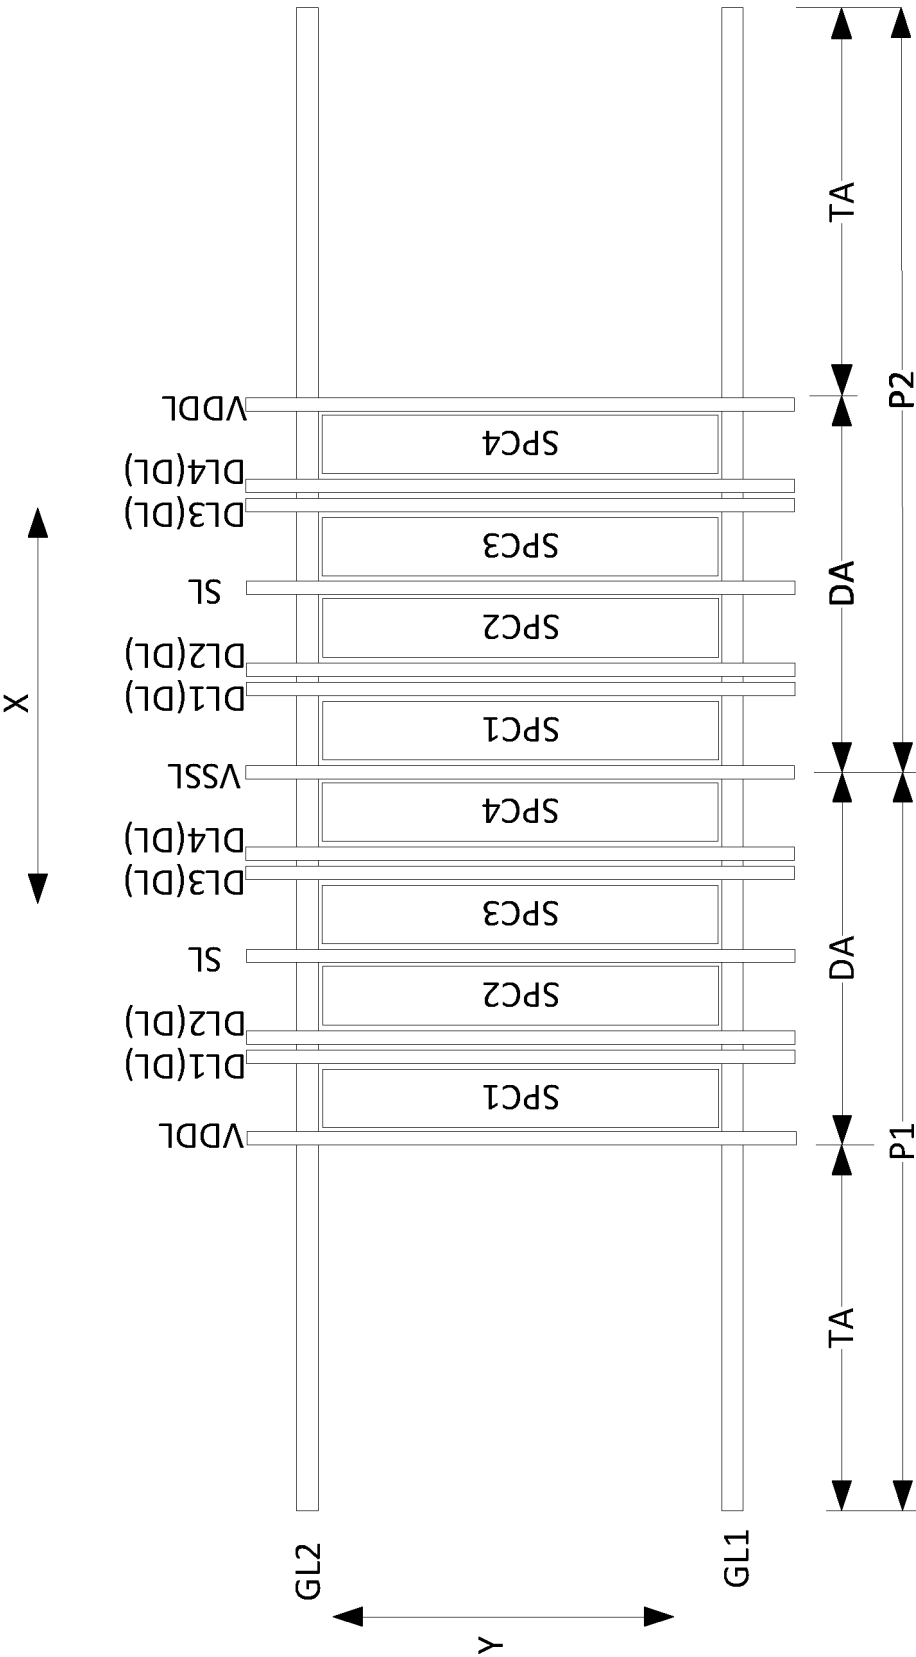 X
VDDL
DL1(DL)
DL2(DL)
SL
DL3(DL)
DL4(DL)
VSSL
DL1(DL)
DL2(DL)
SL
DL3(DL)
DL4(DL)
VDDL
GL2
SPC1
SPC2
SPC3
SPC4
SPC1
SPC2
SPC3
SPC4
Y
GL1
TA
DA
DA
TA
P1
P2